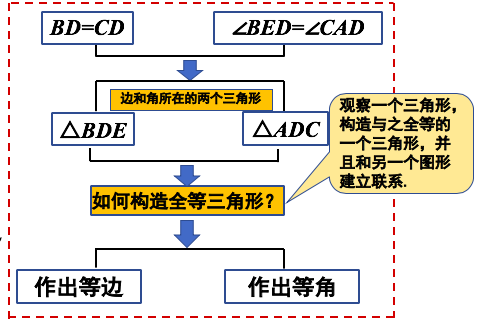 BD=CD
∠BED=∠CAD
边和角所在的两个三角形
△BDE
△ADC
观察一个三角形，
构造与之全等的
一个三角形，并
且和另一个图形
建立联系.
如何构造全等三角形？
作出等边
作出等角